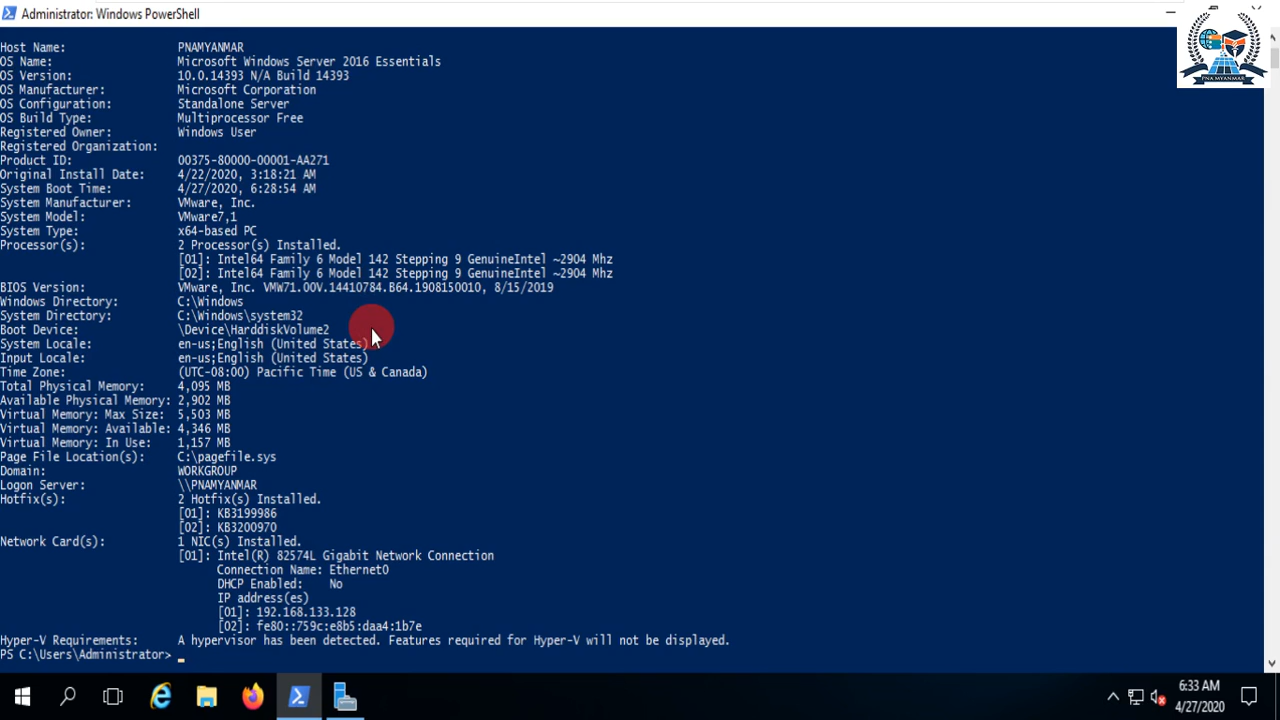 Administrator: Windows PowerShell
PNA MYANMAR
Host Name: PNAMYANMAR
OS Name: Microsoft Windows Server 2016 Essentials
OS Version: 10.0.14393 N/A Build 14393
OS Manufacturer: Microsoft Corporation
OS Configuration: Standalone Server
OS Build Type: Multiprocessor Free
Registered Owner: Windows User
Registered Organization:
Product ID: 00375-80000-00001-AA271
Original Install Date: 4/22/2020, 3:18:21 AM
System Boot Time: 4/27/2020, 6:28:54 AM
System Manufacturer: VMware, Inc.
System Model: VMware7,1
System Type: x64-based PC
Processor(s): 2 Processor(s) Installed.
[01]: Intel64 Family 6 Model 142 Stepping 9 GenuineIntel ~2904 Mhz
[02]: Intel64 Family 6 Model 142 Stepping 9 GenuineIntel ~2904 Mhz
BIOS Version: VMware, Inc. VMW71.00V.14410784.B64.1908150010, 8/15/2019
Windows Directory: C:\Windows
System Directory: C:\Windows\system32
Boot Device: \Device\HarddiskVolume2
System Locale: en-us;English (United States)
Input Locale: en-us;English (United States)
Time Zone: (UTC-08:00) Pacific Time (US & Canada)
Total Physical Memory: 4,095 MB
Available Physical Memory: 2,902 MB
Virtual Memory: Max Size: 5,503 MB
Virtual Memory: Available: 4,346 MB
Virtual Memory: In Use: 1,157 MB
Page File Location(s): C:\pagefile.sys
Domain: WORKGROUP
Logon Server: \\PNAMYANMAR
Hotfix(s): 2 Hotfix(s) Installed.
[01]: KB3199986
[02]: KB3200970
Network Card(s): 1 NIC(s) Installed.
[01]: Intel(R) 82574L Gigabit Network Connection
Connection Name: Ethernet0
DHCP Enabled: No
IP address(es)
[01]: 192.168.133.128
[02]: fe80::759c:e8b5:daa4:1b7e
Hyper-V Requirements: A hypervisor has been detected. Features required for Hyper-V will not be displayed.
PS C:\Users\Administrator> _
6:33 AM
4/27/2020